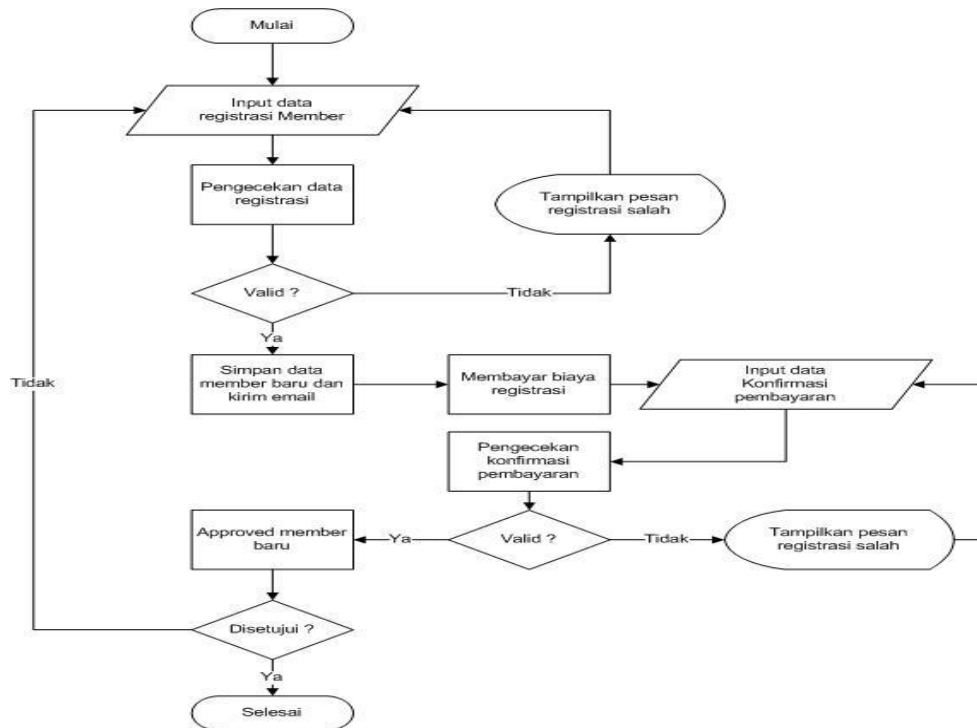 Mulai
Input data
registrasi Member
Pengecekan data
registrasi
Tampilkan pesan
registrasi salah
Valid ?
Tidak
Ya
Simpan data
member baru dan
kirim email
Membayar biaya
registrasi
Input data
Konfirmasi
pembayaran
Tidak
Pengecekan
konfirmasi
pembayaran
Approved member
baru
Ya
Valid ?
Tidak
Tampilkan pesan
registrasi salah
Disetujui ?
Ya
Selesai